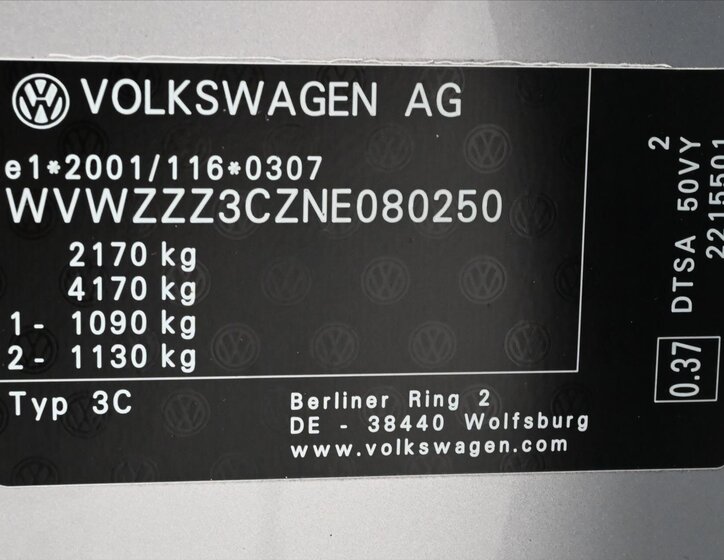 VOLKSWAGEN AG
e1*2001/116*0307
WVWZZZ3CZNE080250
2170 kg
4170 kg
1- 1090 kg
2- 1130 kg
Typ 3C
Berliner Ring 2
DE - 38440 Wolfsburg
www.volkswagen.com
0.37
DTSA 50VY 2
2215501